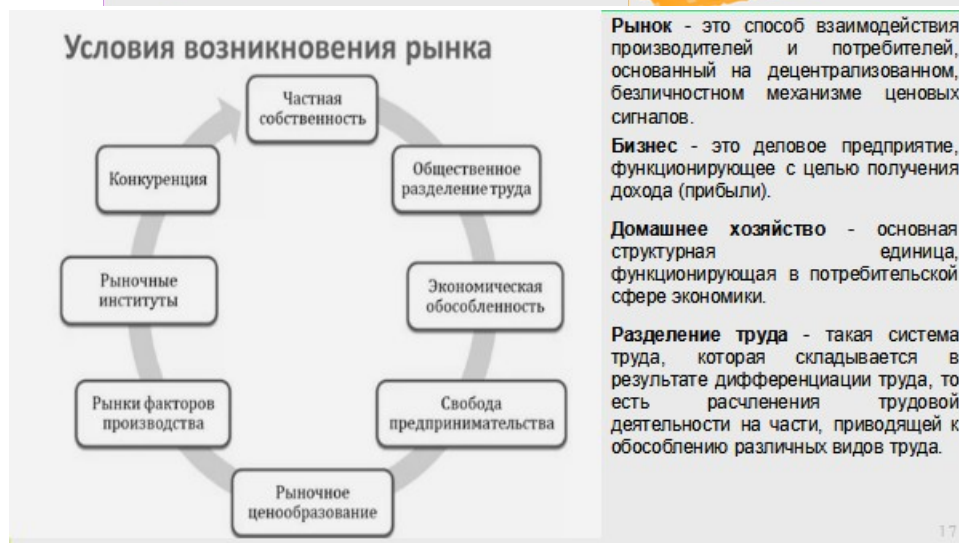 Условия возникновения рынка
Частная
собственность
Общественное
разделение труда
Экономическая
обособленность
Свобода
предпринимательства
Рыночное
ценообразование
Рынки факторов
производства
Рыночные
институты
Конкуренция
Рынок - это способ взаимодействия
производителей и потребителей,
основанный на децентрализованном,
безличностном механизме ценовых
сигналов.
Бизнес - это деловое предприятие,
функционирующее с целью получения
дохода (прибыли).
Домашнее хозяйство - основная
структурная единица,
функционирующая в потребительской
сфере экономики.
Разделение труда - такая система
труда, которая складывается в
результате дифференциации труда, то
есть расчленения трудовой
деятельности на части, приводящей к
обособлению различных видов труда.
17